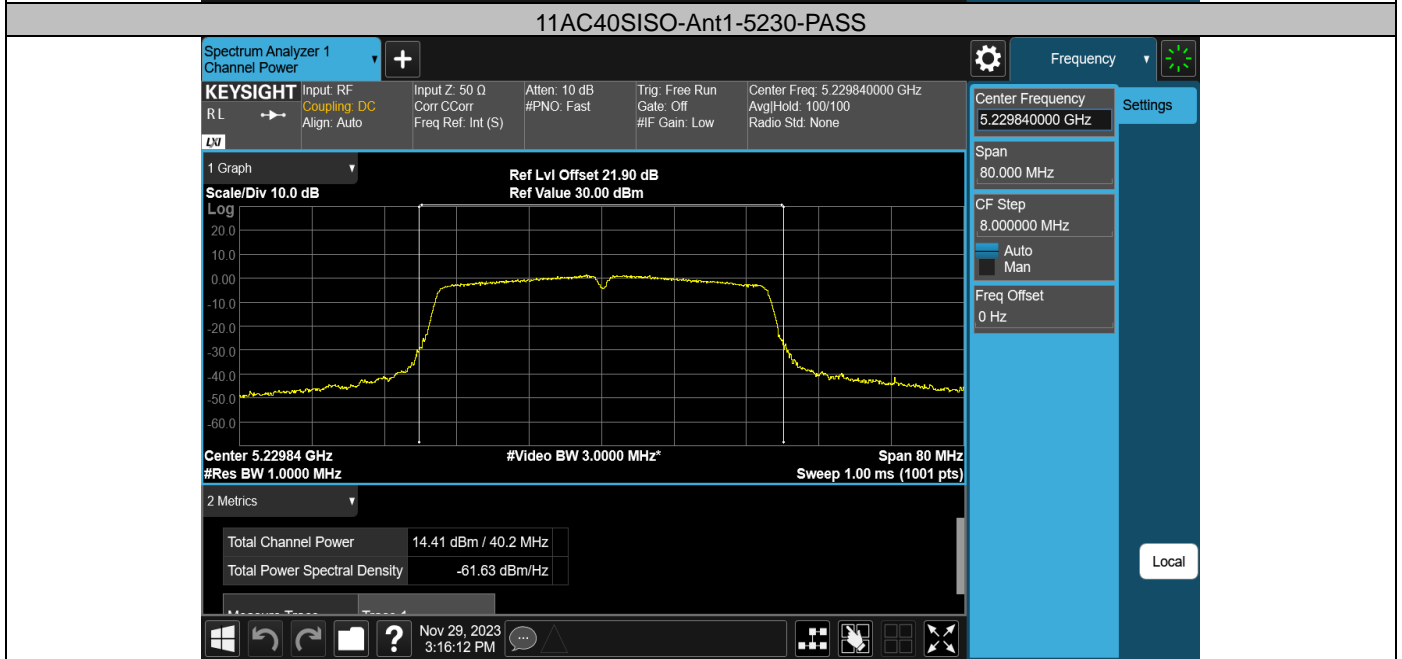 11AC40SISO-Ant1-5230-PASS
Spectrum Analyzer 1
Channel Power
Frequency
KEYSIGHT
RL
LXI
Input: RF
Coupling: DC
Align: Auto
Input Z: 50 Ω
Corr CCorr
Freq Ref: Int (S)
Atten: 10 dB
#PNO: Fast
Trig: Free Run
Gate: Off
#IF Gain: Low
Center Freq: 5.229840000 GHz
Avg|Hold: 100/100
Radio Std: None
Center Frequency
5.229840000 GHz
Settings
Span
80.000 MHz
CF Step
8.000000 MHz
Auto
Man
Freq Offset
0 Hz
1 Graph
Scale/Div 10.0 dB
Ref Lvl Offset 21.90 dB
Ref Value 30.00 dBm
Log
20.0
10.0
0.00
-10.0
-20.0
-30.0
-40.0
-50.0
-60.0
Center 5.22984 GHz
#Video BW 3.0000 MHz*
Span 80 MHz
#Res BW 1.0000 MHz
Sweep 1.00 ms (1001 pts)
2 Metrics
Total Channel Power 14.41 dBm / 40.2 MHz
Total Power Spectral Density -61.63 dBm/Hz
Local
Nov 29, 2023
3:16:12 PM